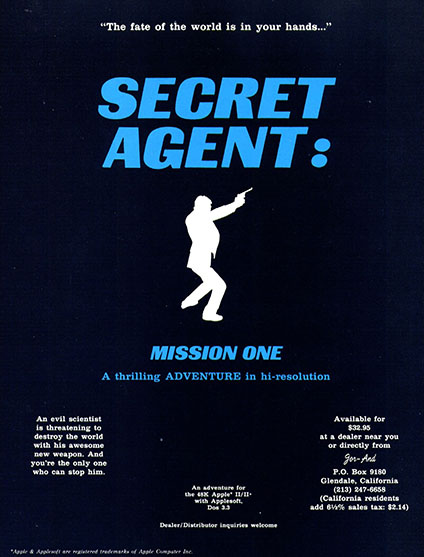 "The fate of the world is in your hands..."
SECRET
AGENT:
MISSION ONE
A thrilling ADVENTURE in hi-resolution
An evil scientist
is threatening to
destroy the world
with his awesome
new weapon. And
you're the only one
who can stop him.
An adventure for
the 48K Apple* II/II+
with Applesoft,
Dos 3.3
Available for
$32.95
at a dealer near you
or directly from
Jor-And
P.O. Box 9180
Glendale, California
(213) 247-6658
(California residents
add 6½% sales tax: $2.14)
Dealer/Distributor inquiries welcome
*Apple & Applesoft are registered trademarks of Apple Computer Inc.